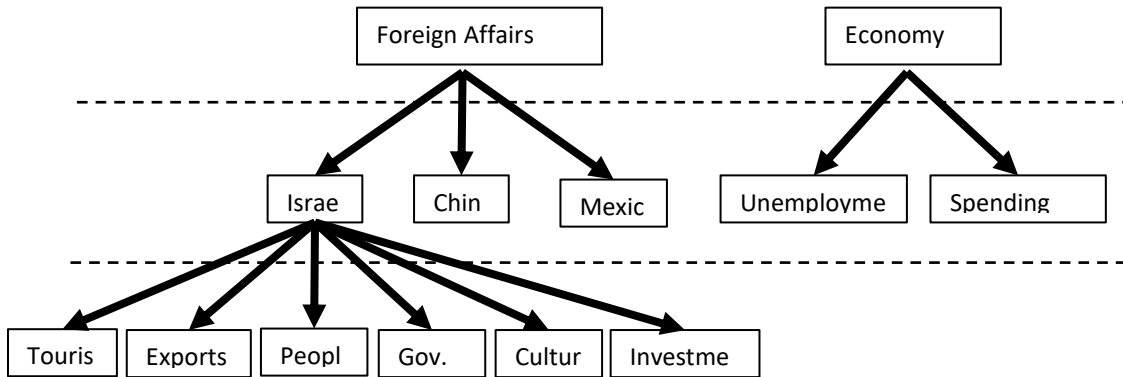 Foreign Affairs
Economy
Israe
Chin
Mexic
Unemployme
Spending
Touris
Exports
Peopl
Gov.
Cultur
Investme